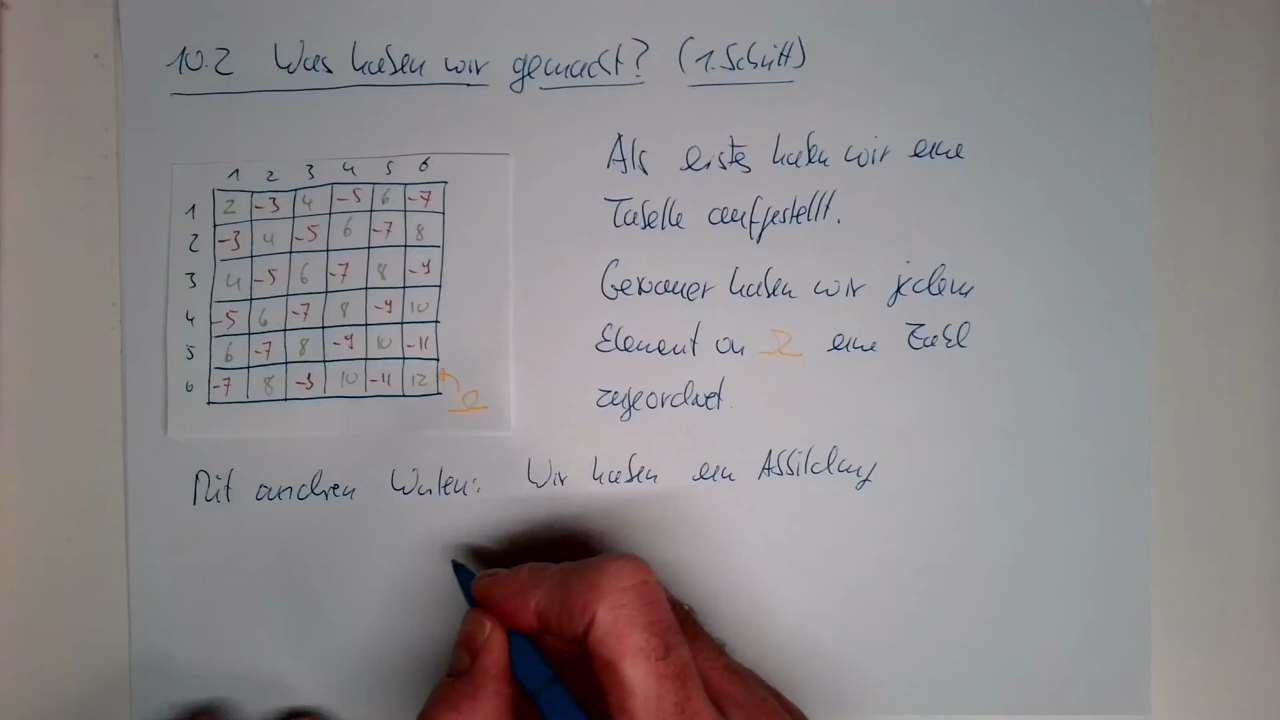 10.2 Was haben wir gemacht? (1. Schritt)
1 2 3 4 5 6
1 2 -3 4 -5 6 -7
2 -3 4 -5 6 -7 8
3 4 -5 6 -7 8 -9
4 -5 6 -7 8 -9 10
5 6 -7 8 -9 10 -11
6 -7 8 -9 10 -11 12
Ω
Als erstes haben wir eine
Tabelle aufgestellt.
Genauer haben wir jedem
Element an Ω eine Zahl
zugeordnet.
Mit anderen Worten: Wir haben ein Abbildung